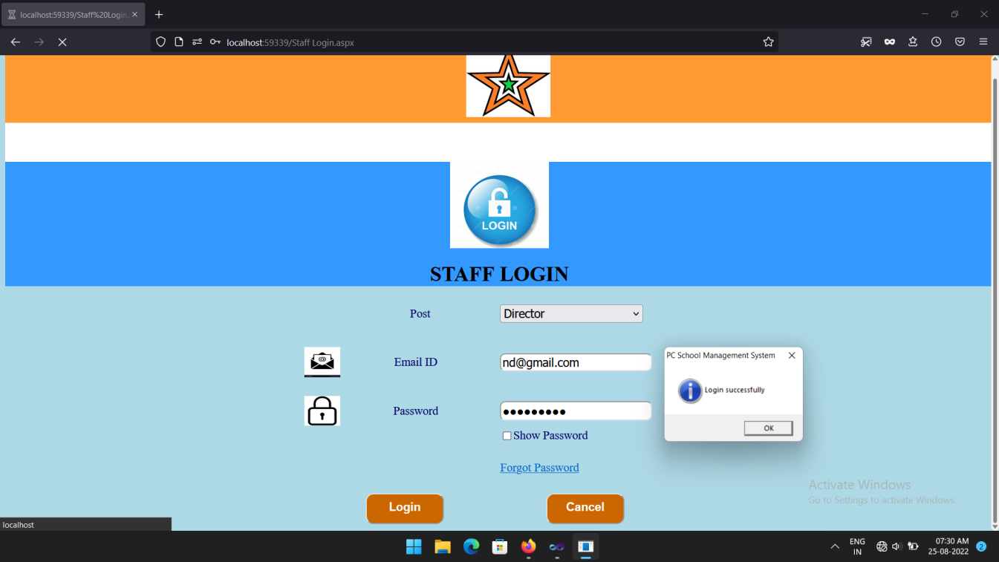 localhost:59339/Staff%20Login.
localhost:59339/Staff Login.aspx
LOGIN
STAFF LOGIN
Post
Director
Email ID
nd@gmail.com
PC School Management System
Login successfully
OK
Password
●●●●●●●●●
Show Password
Forgot Password
Login
Cancel
Activate Windows
Go to Settings to activate Windows.
localhost
ENG
IN
07:30 AM
25-08-2022
2